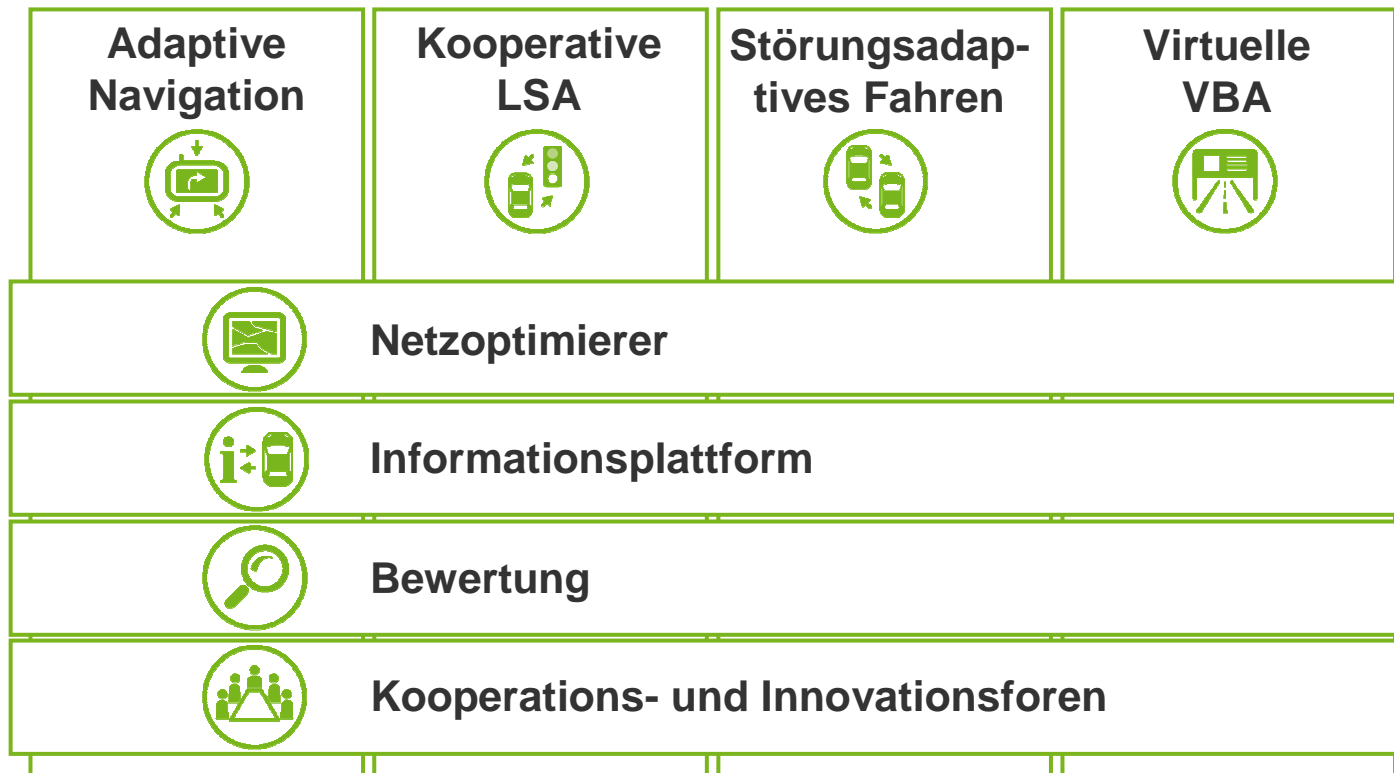 Adaptive
Navigation
Kooperative
LSA
Störungsadap-
tives Fahren
Virtuelle
VBA
Netzoptimierer
Informationsplattform
Bewertung
Kooperations- und Innovationsforen